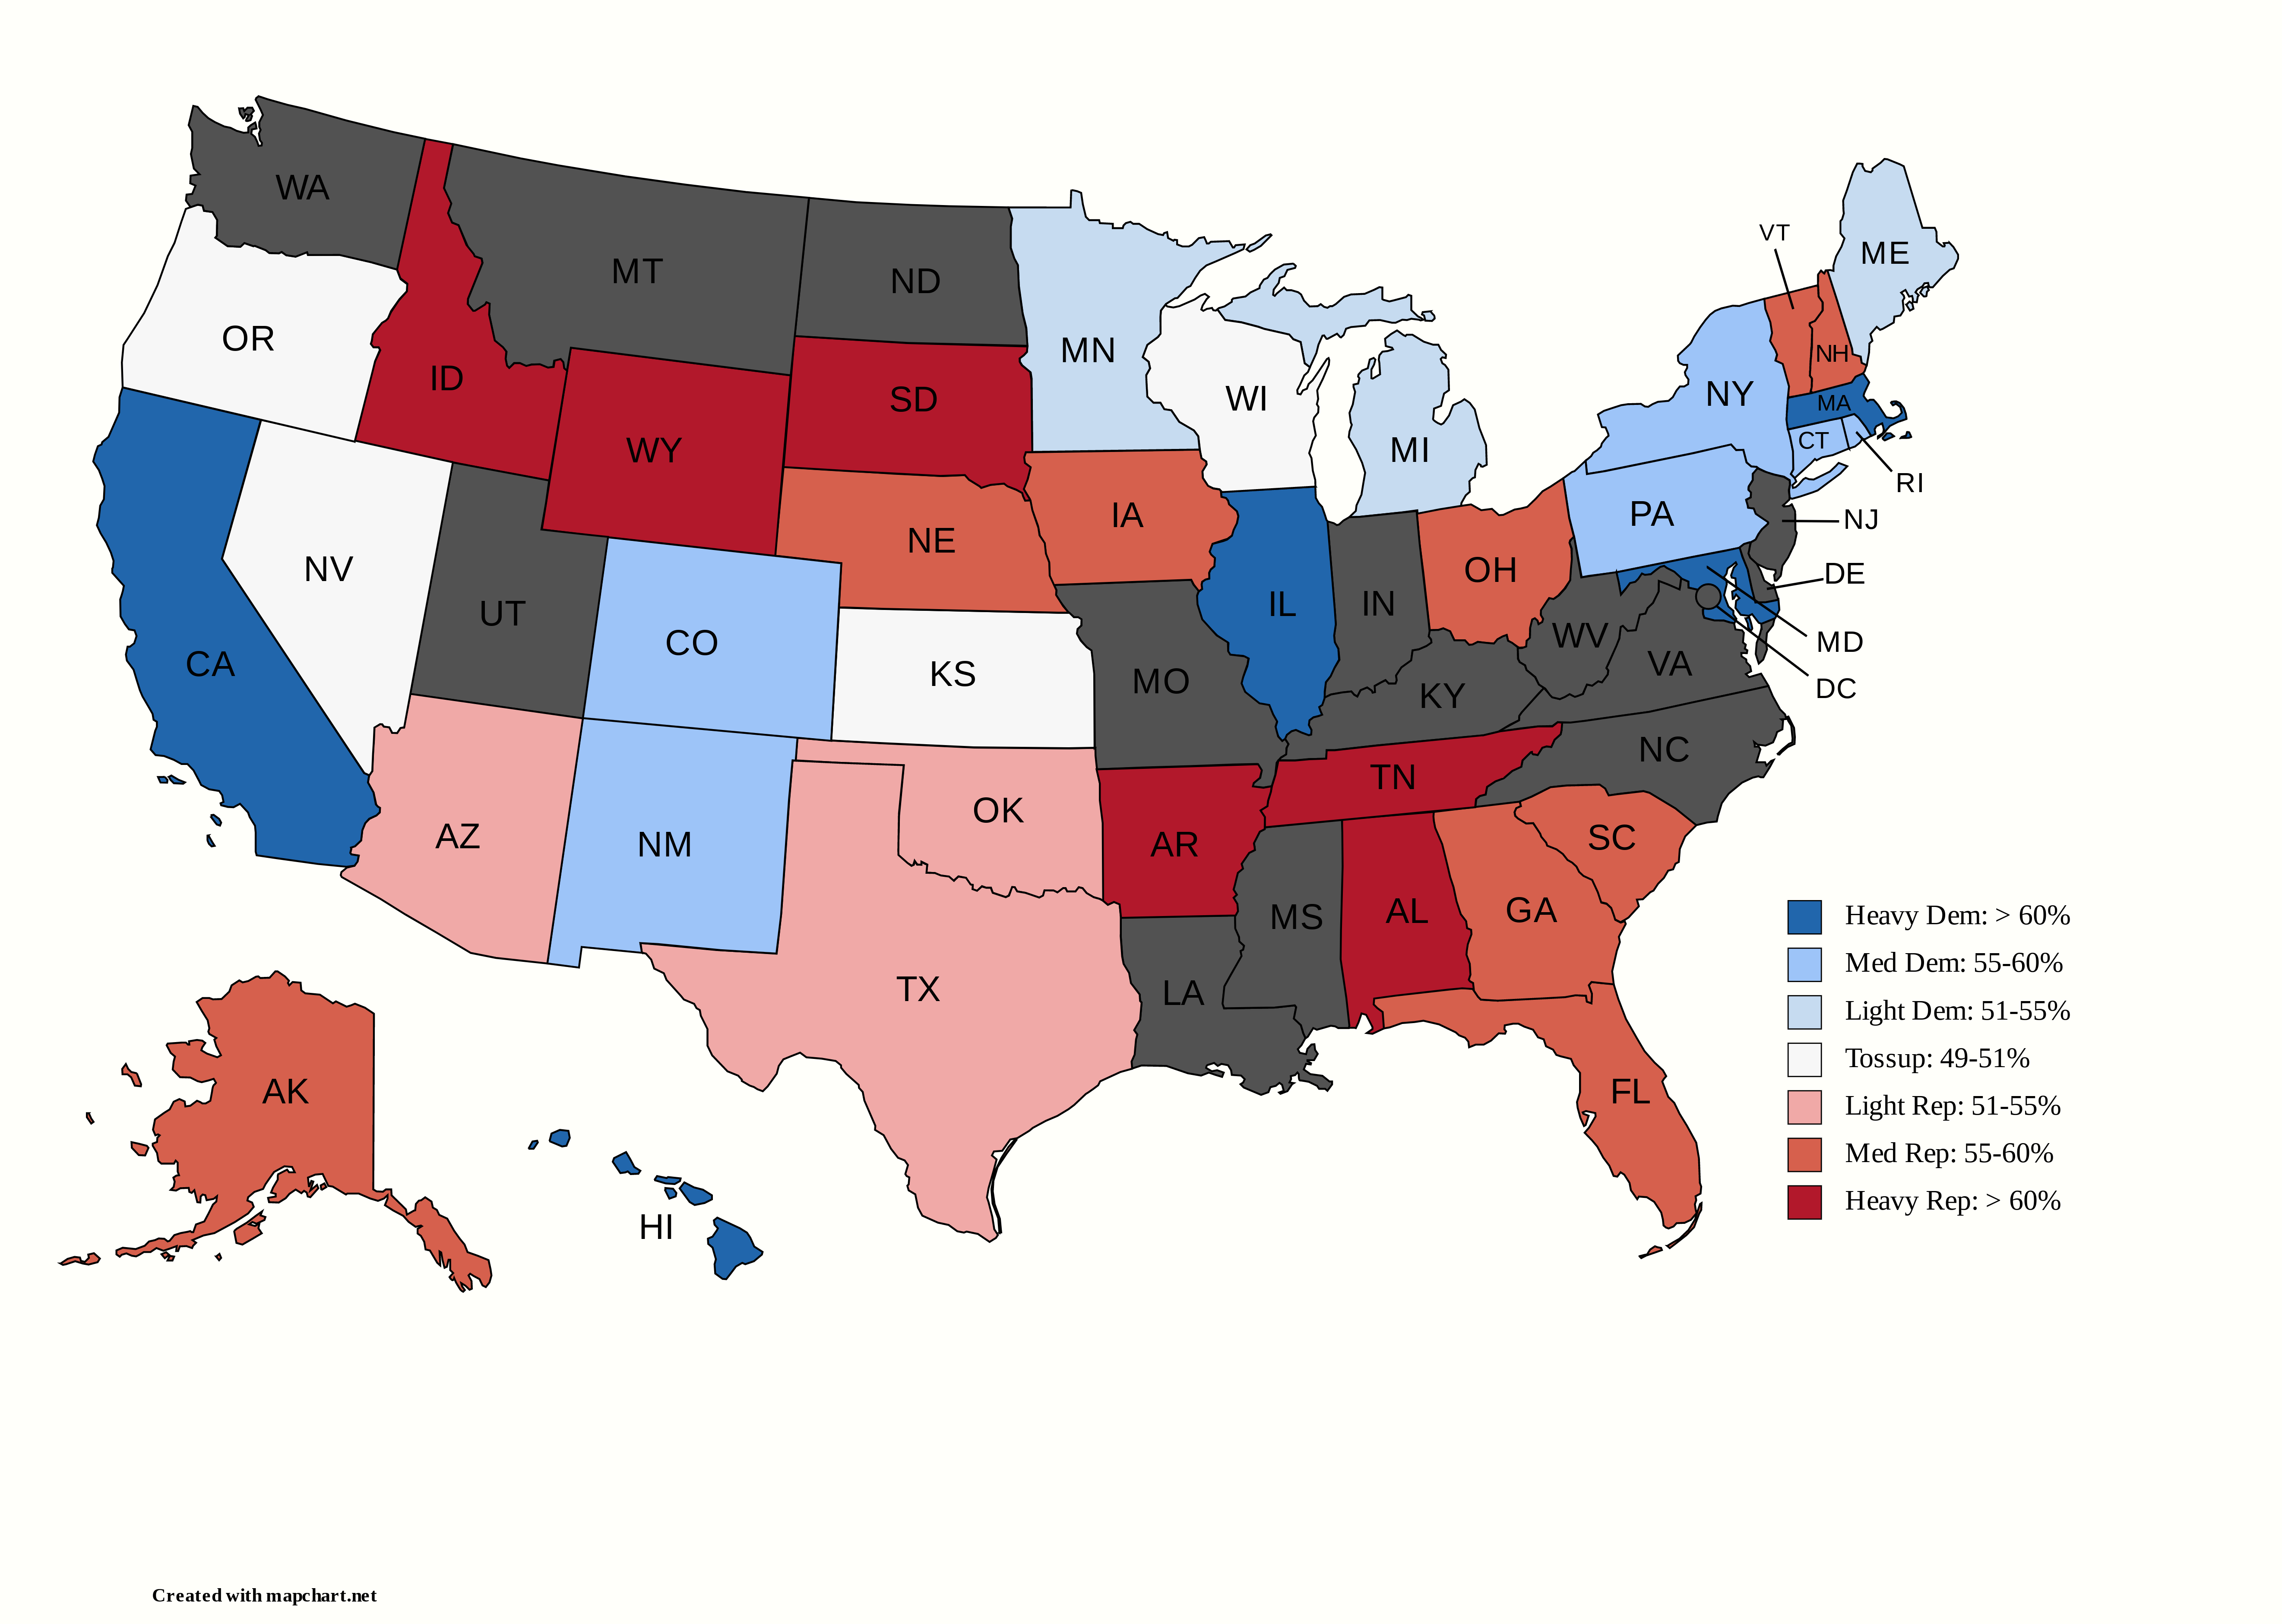 WA
MT
ND
MN
ME
VT
OR
ID
SD
WI
NH
NY
MA
CT
RI
WY
MI
PA
NJ
NV
NE
IA
OH
DE
UT
CO
IL
IN
WV
MD
CA
KS
MO
KY
VA
DC
NC
TN
AZ
OK
SC
NM
AR
MS
AL
GA
TX
LA
AK
FL
HI
Heavy Dem: > 60%
Med Dem: 55-60%
Light Dem: 51-55%
Tossup: 49-51%
Light Rep: 51-55%
Med Rep: 55-60%
Heavy Rep: > 60%
Created with mapchart.net